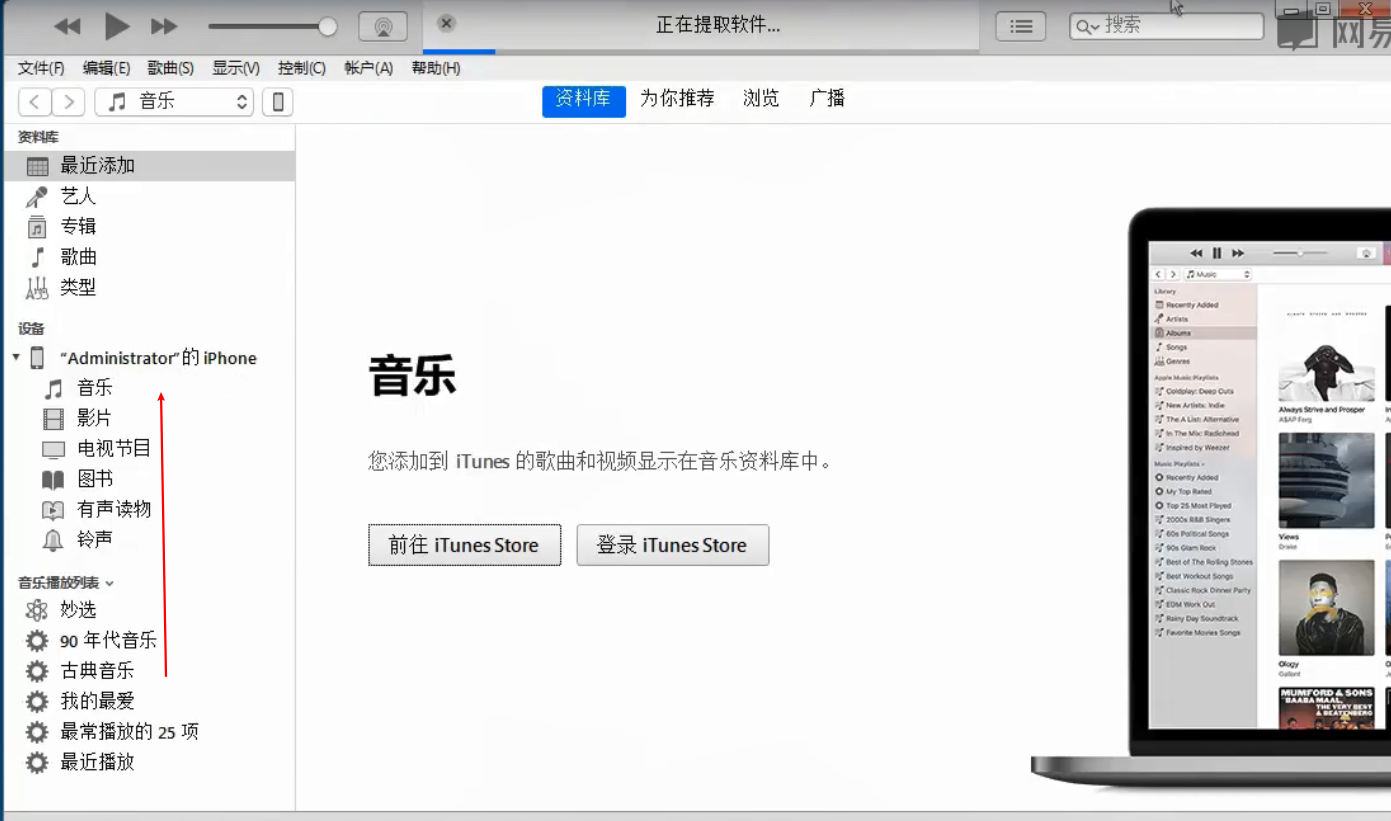 正在提取软件...
搜索
网易
文件(F) 编辑(E) 歌曲(S) 显示(V) 控制(C) 帐户(A) 帮助(H)
音乐
资料库 为你推荐 浏览 广播
资料库
最近添加
艺人
专辑
歌曲
类型
设备
“Administrator”的 iPhone
音乐
影片
电视节目
图书
有声读物
铃声
音乐播放列表
妙选
90 年代音乐
古典音乐
我的最爱
最常播放的 25 项
最近播放
音乐
您添加到 iTunes 的歌曲和视频显示在音乐资料库中。
前往 iTunes Store
登录 iTunes Store
Music
Library
Recently Added
Artists
Albums
Songs
Genres
Apple Music Playlists
Coldplay: Deep Cuts
New Artists: Indie
The A List: Alternative
In The Mix: Radiohead
Inspired by Weezer
Music Playlists
Recently Added
My Top Rated
Top 25 Most Played
2000s R&B Singers
60s Political Songs
90s Glam Rock
Best of The Rolling Stones
Best Workout Songs
Classic Rock Dinner Party
EDM Work Out
Rainy Day Soundtrack
Favorite Movies Songs
ALWAYS STRIVE AND PROSPER
Always Strive and Prosper
A$AP Ferg
Views
Drake
Ology
Gallant
MUMFORD & SONS
BAABA MAAL,
THE VERY BEST
& BEATENBERG